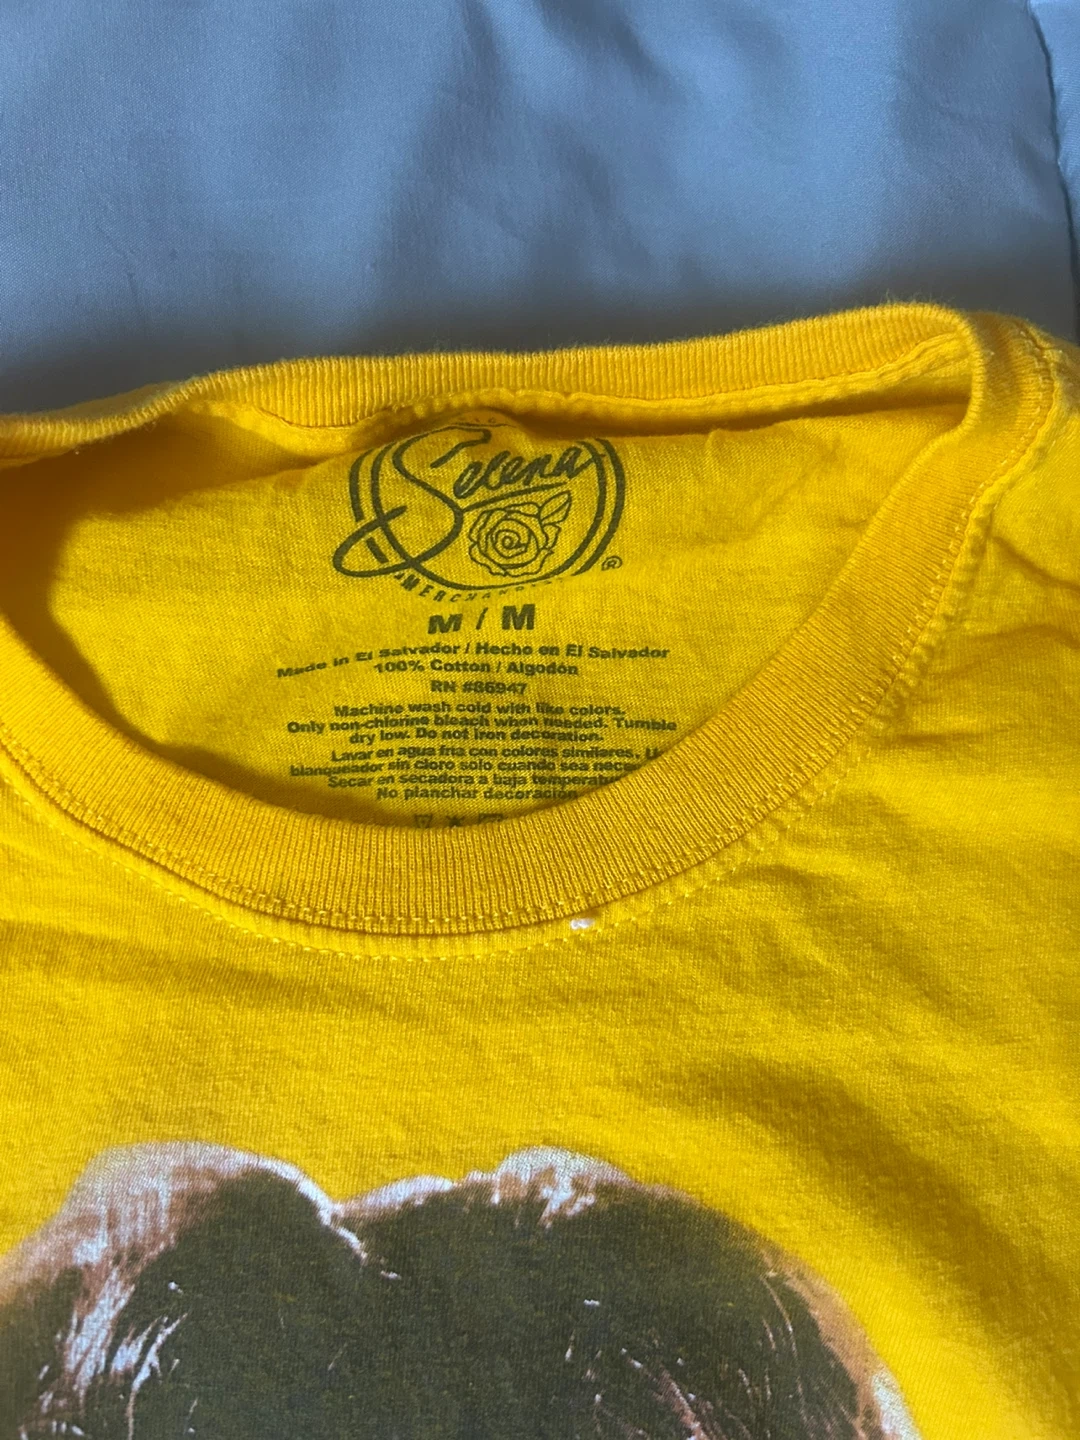 Selena
MERCHANDISE
®
M / M
Made in El Salvador / Hecho en El Salvador
100% Cotton / Algodón
RN #86947
Machine wash cold with like colors.
Only non-chlorine bleach when needed. Tumble
dry low. Do not iron decoration.
Lavar en agua fria con colores similares.
blanqueador sin cloro solo cuando sea
Secar en secadora a baja
No planchar decoración